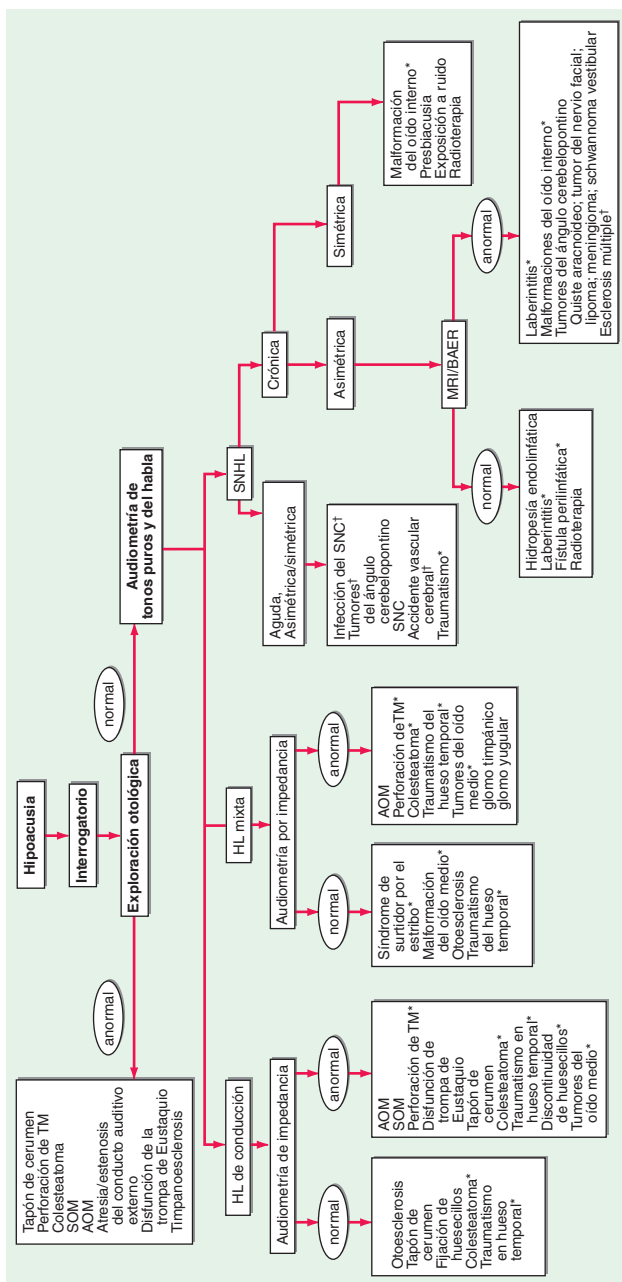 Hipoacusia
Interrogatorio
Exploración otológica
anormal
normal
Tapón de cerumen
Perforación de TM
Colesteatoma
SOM
AOM
Atresia/estenosis
del conducto auditivo
externo
Disfunción de la
trompa de Eustaquio
Timpanoesclerosis
Audiometría de
tonos puros y del habla
HL de conducción
Audiometría de impedancia
normal
anormal
Otoesclerosis
Tapón de
cerumen
Fijación de
huesecillos
Colesteatoma*
Traumatismo
en hueso
temporal*
AOM
SOM
Perforación de TM*
Disfunción de
trompa de
Eustaquio
Tapón de
cerumen
Colesteatoma*
Traumatismo en
hueso temporal*
Discontinuidad
de huesecillos*
Tumores del
oído medio*
HL mixta
Audiometría por impedancia
normal
anormal
Síndrome de
surtidor por el
estribo*
Malformación
del oído medio*
Otoesclerosis
Traumatismo
del hueso
temporal*
AOM
Perforación deTM*
Colesteatoma*
Traumatismo del
hueso temporal*
Tumores del oído
medio*
glomo timpánico
glomo yugular
SNHL
Aguda,
Asimétrica/simétrica
Infección del SNC†
Tumores†
del ángulo
cerebelopontino
SNC
Accidente vascular
cerebral†
Traumatismo*
Crónica
Asimétrica
Simétrica
Malformación
del oído interno*
Presbiacusia
Exposición a ruido
Radioterapia
MRI/BAER
normal
anormal
Hidropesía endolinfática
Laberintitis*
Fístula perilinfática*
Radioterapia
Laberintitis*
Malformaciones del oído interno*
Tumores del ángulo cerebelopontino
Quiste aracnoideo; tumor del nervio facial;
lipoma; meningioma; schwannoma vestibular
Esclerosis múltiple†